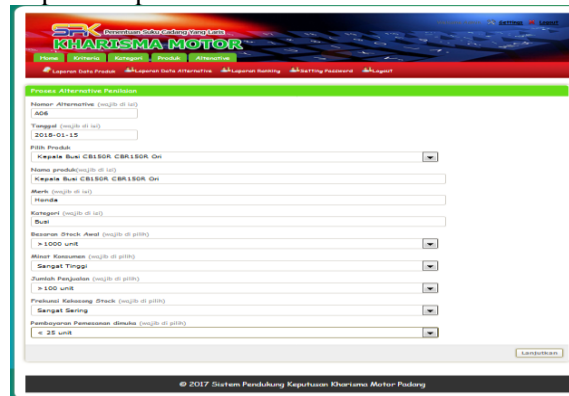 SPK Penentuan Suku Cadang Yang Laris
Settings Logout
KHARISMA MOTOR
Home Kriteria Kategori Produk Alternative
Laporan Data Produk Laporan Data Alternative Laporan Ranking Setting Password Logout
Proses Alternative Penilaian
Nomor Alternative (wajib di isi)
A06
Tanggal (wajib di isi)
2018-01-15
Pilih Produk
Kepala Busi CB150R CBR150R Ori
Nama produk(wajib di isi)
Kepala Busi CB150R CBR150R Ori
Merk (wajib di isi)
Honda
Kategori (wajib di isi)
Busi
Besaran Stock Awal (wajib di pilih)
>1000 unit
Minat Konsumen (wajib di pilih)
Sangat Tinggi
Jumlah Penjualan (wajib di pilih)
>100 unit
Frekunsi Kekosong Stock (wajib di pilih)
Sangat Sering
Pembayaran Pemesanan dimuka (wajib di pilih)
< 25 unit
Lanjutkan
© 2017 Sistem Pendukung Keputusan Kharisma Motor Padang